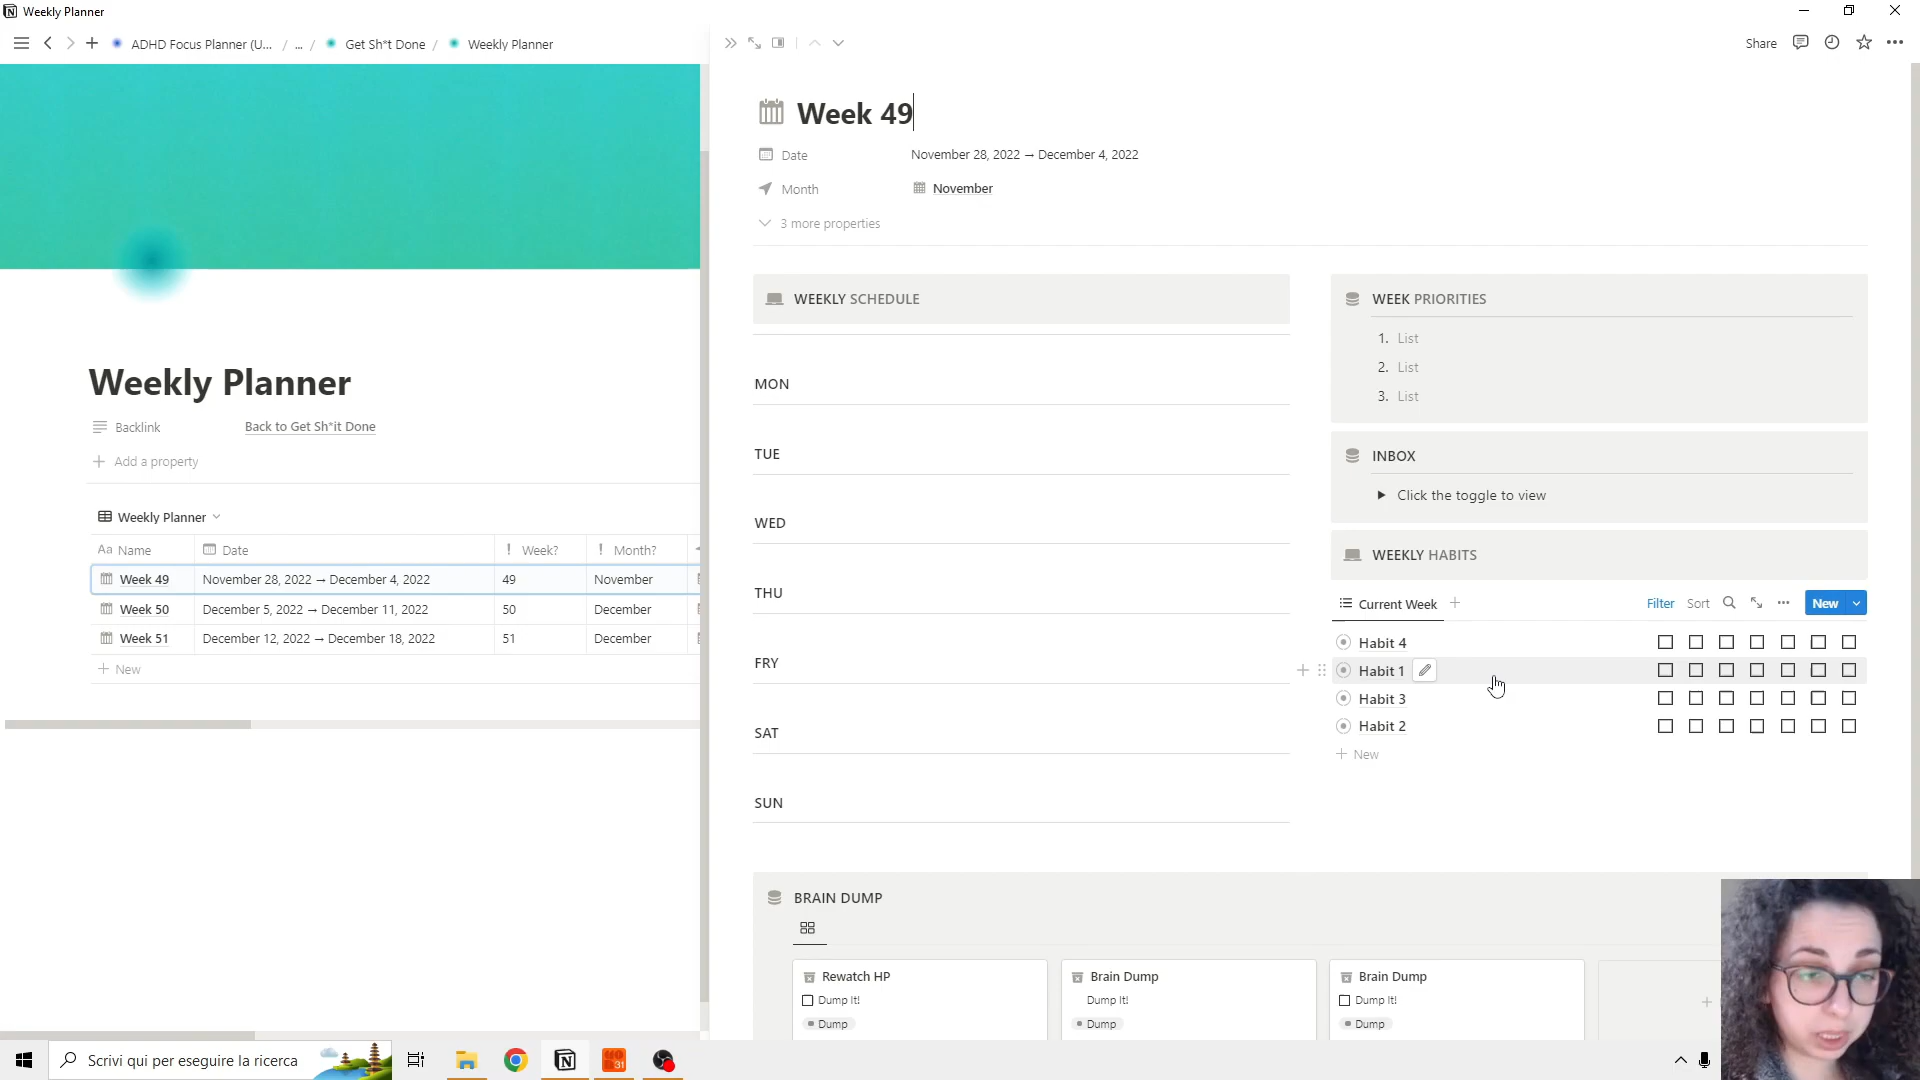 Weekly Planner
ADHD Focus Planner (U... / ... / Get Sh*t Done / Weekly Planner
Share
Weekly Planner
Backlink Back to Get Sh*it Done
Add a property
Weekly Planner
Aa Name Date Week? Month?
Week 49 November 28, 2022 → December 4, 2022 49 November
Week 50 December 5, 2022 → December 11, 2022 50 December
Week 51 December 12, 2022 → December 18, 2022 51 December
New
Week 49
Date November 28, 2022 → December 4, 2022
Month November
3 more properties
WEEKLY SCHEDULE
MON
TUE
WED
THU
FRY
SAT
SUN
WEEK PRIORITIES
1. List
2. List
3. List
INBOX
Click the toggle to view
WEEKLY HABITS
Current Week Filter Sort New
Habit 4
Habit 1
Habit 3
Habit 2
New
BRAIN DUMP
Rewatch HP
Dump It!
Dump
Brain Dump
Dump It!
Dump
Brain Dump
Dump It!
Dump
Scrivi qui per eseguire la ricerca
31